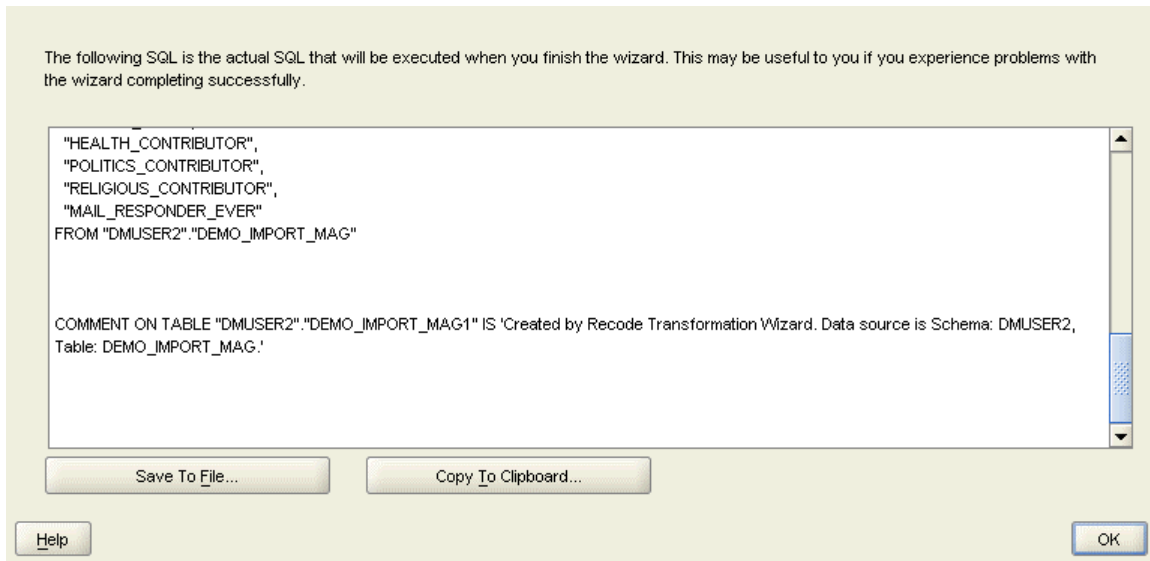 The following SQL is the actual SQL that will be executed when you finish the wizard. This may be useful to you if you experience problems with
the wizard completing successfully.
"HEALTH_CONTRIBUTOR",
"POLITICS_CONTRIBUTOR",
"RELIGIOUS_CONTRIBUTOR",
"MAIL_RESPONDER_EVER"
FROM "DMUSER2"."DEMO_IMPORT_MAG"
COMMENT ON TABLE "DMUSER2"."DEMO_IMPORT_MAG1" IS 'Created by Recode Transformation Wizard. Data source is Schema: DMUSER2,
Table: DEMO_IMPORT_MAG.'
Save To File...
Copy To Clipboard...
Help
OK